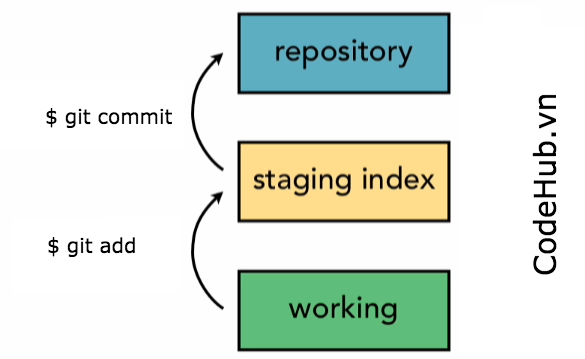 repository
$ git commit
staging index
$ git add
working
CodeHub.vn